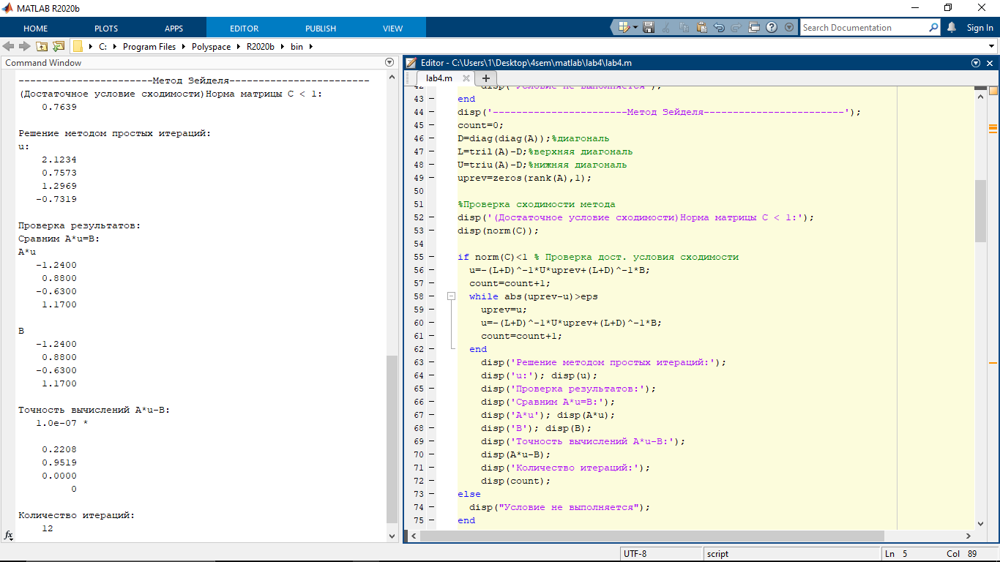 MATLAB R2020b
HOME PLOTS APPS EDITOR PUBLISH VIEW Search Documentation Sign In
C: Program Files Polyspace R2020b bin
Command Window
-----------------------Метод Зейделя------------------------
(Достаточное условие сходимости)Норма матрицы C < 1:
0.7639
Решение методом простых итераций:
u:
2.1234
0.7573
1.2969
-0.7319
Проверка результатов:
Сравним A*u=B:
A*u
-1.2400
0.8800
-0.6300
1.1700
B
-1.2400
0.8800
-0.6300
1.1700
Точность вычислений A*u-B:
1.0e-07 *
0.2208
0.9519
0.0000
0
Количество итераций:
12
fx
Editor - C:\Users\1\Desktop\4sem\matlab\lab4\lab4.m
lab4.m
42 disp("Условие не выполняется");
43 end
44 disp('-----------------------Метод Зейделя------------------------');
45 count=0;
46 D=diag(diag(A));%диагональ
47 L=tril(A)-D;%верхняя диагональ
48 U=triu(A)-D;%нижняя диагональ
49 uprev=zeros(rank(A),1);
50
51 %Проверка сходимости метода
52 disp('(Достаточное условие сходимости)Норма матрицы C < 1:');
53 disp(norm(C));
54
55 if norm(C)<1 % Проверка дост. условия сходимости
56 u=-(L+D)^-1*U*uprev+(L+D)^-1*B;
57 count=count+1;
58 while abs(uprev-u)>eps
59 uprev=u;
60 u=-(L+D)^-1*U*uprev+(L+D)^-1*B;
61 count=count+1;
62 end
63 disp('Решение методом простых итераций:');
64 disp('u:'); disp(u);
65 disp('Проверка результатов:');
66 disp('Сравним A*u=B:');
67 disp('A*u'); disp(A*u);
68 disp('B'); disp(B);
69 disp('Точность вычислений A*u-B:');
70 disp(A*u-B);
71 disp('Количество итераций:');
72 disp(count);
73 else
74 disp("Условие не выполняется");
75 end
UTF-8 script Ln 5 Col 89